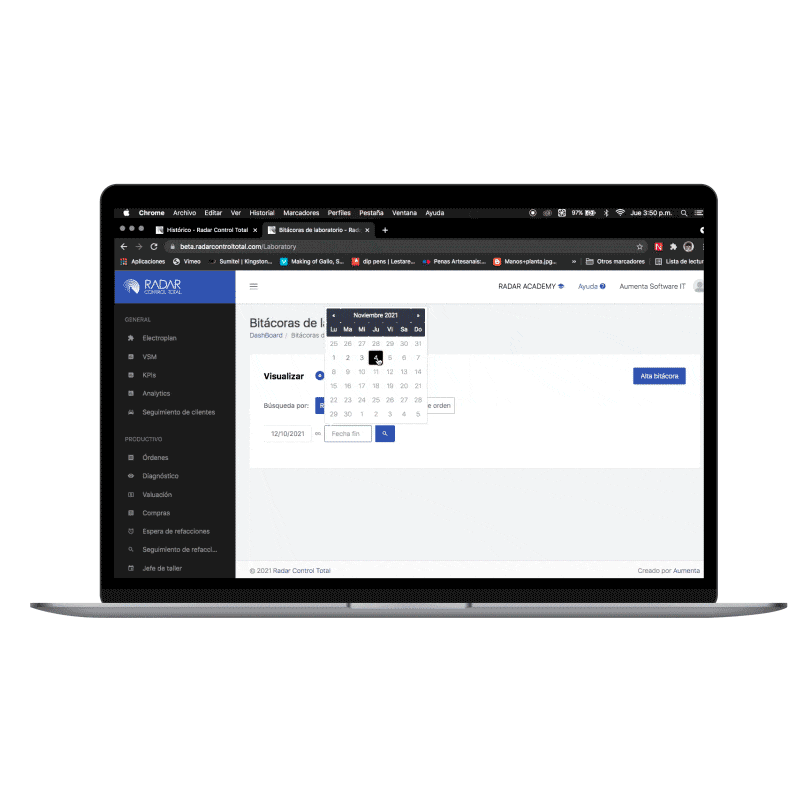 Chrome Archivo Editar Ver Historial Marcadores Perfiles Pestaña Ventana Ayuda 97% Jue 3:50 p.m.
Histórico - Radar Control Total Bitácoras de laboratorio - Rad
beta.radarcontroltotal.com/Laboratory
Aplicaciones Vimeo Sumitel | Kingston... Making of Gallo, S... dip pens | Lestare... Penas Artesanais:... Manos+planta.jpg... » Otros marcadores Lista de lectur
RADAR
CONTROL TOTAL
RADAR ACADEMY Ayuda Aumenta Software IT
GENERAL
Electroplan
VSM
KPIs
Analytics
Seguimiento de clientes
PRODUCTIVO
Órdenes
Diagnóstico
Valuación
Compras
Espera de refacciones
Seguimiento de refacci...
Jefe de taller
Bitácoras de l
DashBoard / Bitácoras d
« Noviembre 2021 »
Lu Ma Mi Ju Vi Sa Do
25 26 27 28 29 30 31
1 2 3 4 5 6 7
8 9 10 11 12 13 14
15 16 17 18 19 20 21
22 23 24 25 26 27 28
29 30 1 2 3 4 5
Visualizar
Alta bitácora
Búsqueda por: R e orden
12/10/2021 en Fecha fin
© 2021 Radar Control Total
Creado por Aumenta